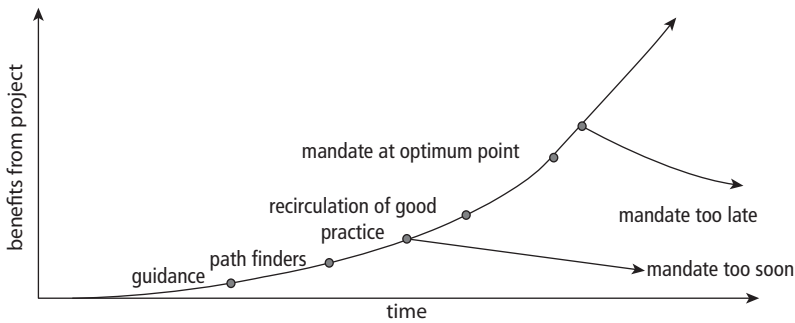 benefits from project
mandate at optimum point
recirculation of good
practice
mandate too late
path finders
mandate too soon
guidance
time